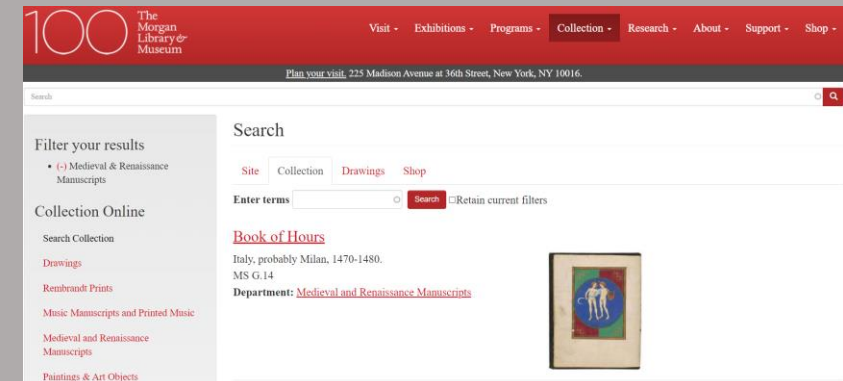 100 The
Morgan
Library &
Museum
Visit - Exhibitions - Programs - Collection - Research - About - Support - Shop -
Plan your visit. 225 Madison Avenue at 36th Street, New York, NY 10016.
Search
Filter your results
(-) Medieval & Renaissance
Manuscripts
Collection Online
Search Collection
Drawings
Rembrandt Prints
Music Manuscripts and Printed Music
Medieval and Renaissance
Manuscripts
Paintings & Art Objects
Search
Site Collection Drawings Shop
Enter terms Search Retain current filters
Book of Hours
Italy, probably Milan, 1470-1480.
MS G.14
Department: Medieval and Renaissance Manuscripts